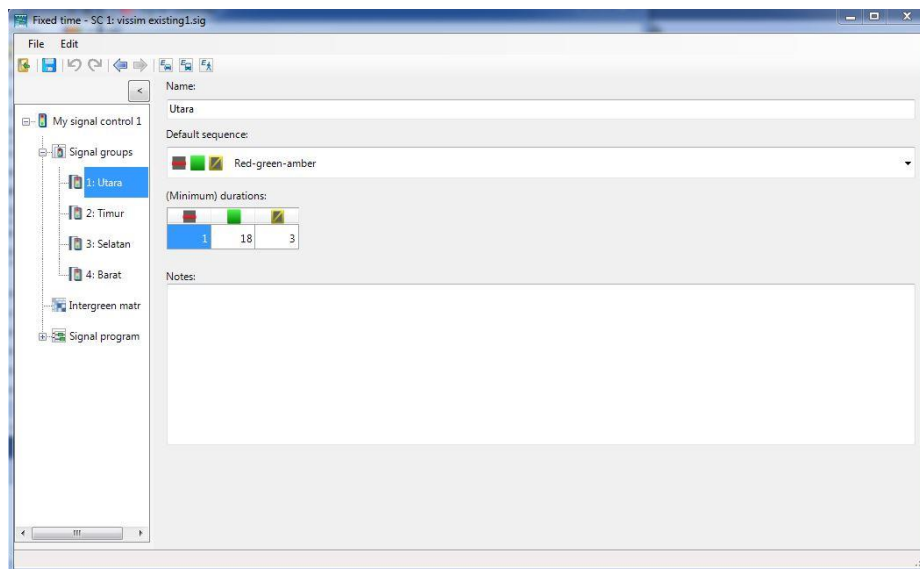 Fixed time - SC 1: vissim existing1.sig
File Edit
<
Name:
Utara
My signal control 1
Default sequence:
Signal groups
Red-green-amber
1: Utara
(Minimum) durations:
2: Timur
1 18 3
3: Selatan
4: Barat
Notes:
Intergreen matr
Signal program